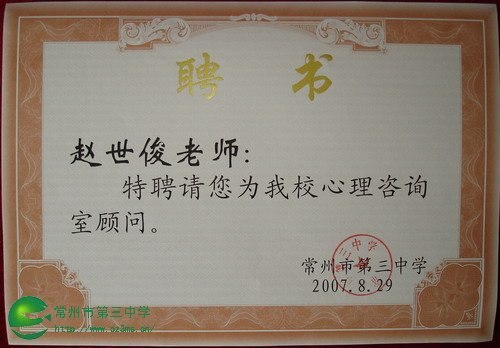 聘 书
赵世俊老师:
特聘请您为我校心理咨询
室顾问。
常州市第三中学
2007.8.29
常州市第三中学